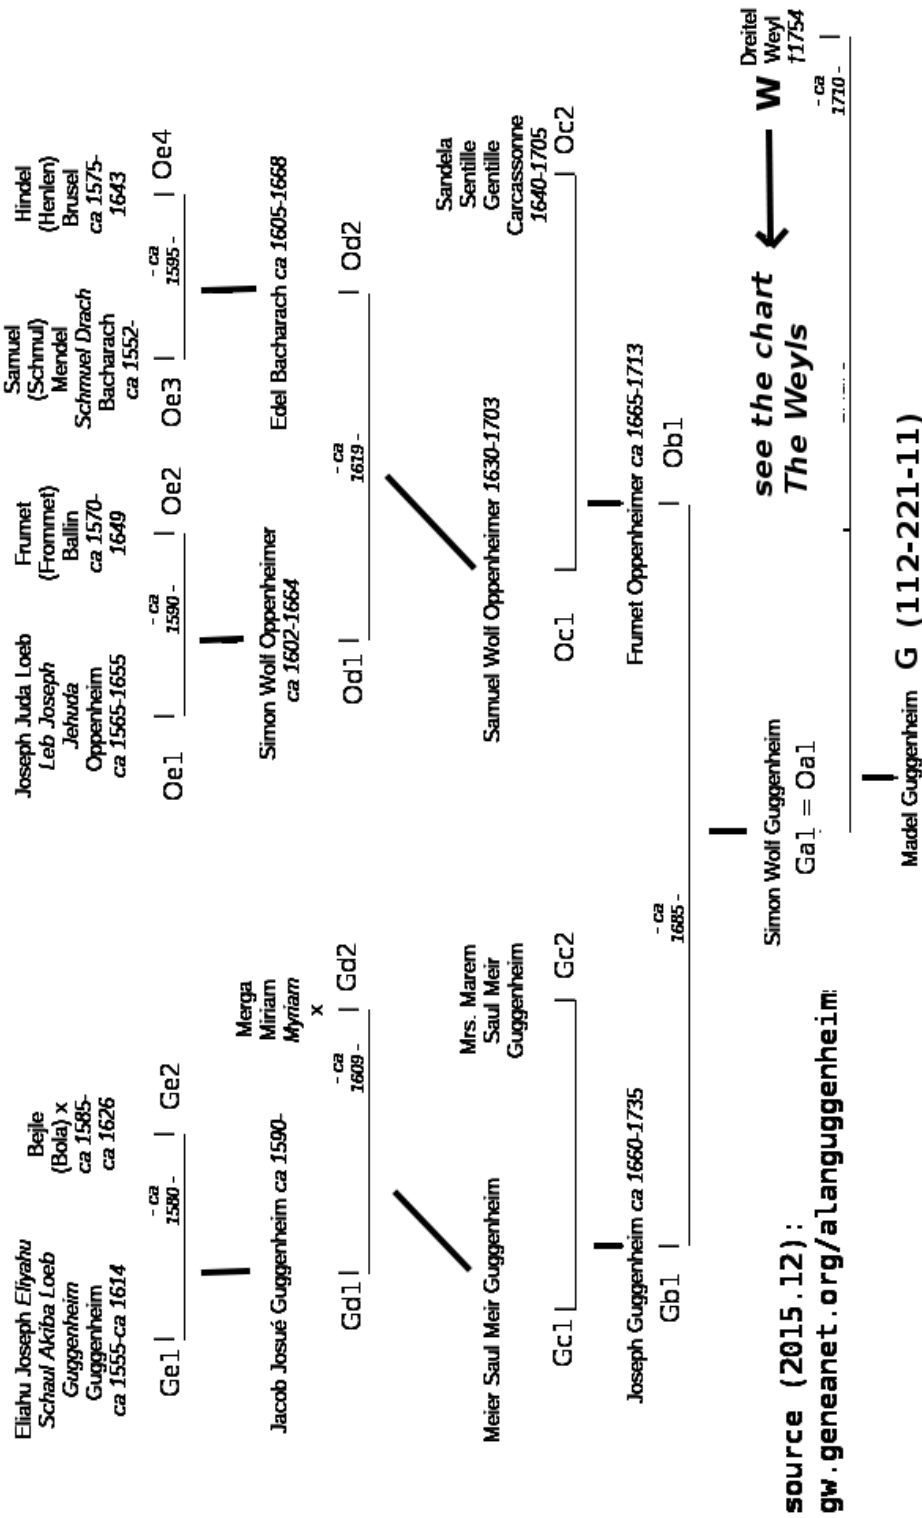 Eliahu Joseph Eliyahu
Schaul Akiba Loeb
Guggenheim
Guggenheim
ca 1555-ca 1614
Bejle
(Bola) x
ca 1585-
ca 1626
Joseph Juda Loeb
Leb Joseph
Jehuda
Oppenheim
ca 1565-1655
Frumet
(Frommet)
Ballin
ca 1570-
1649
Samuel
(Schmul)
Mendel
Schmuel Drach
Bacharach
ca 1552-
Hindel
(Henlen)
Brusel
ca 1575-
1643
Ge1
- ca
1580 -
Ge2
Oe1
- ca
1590 -
Oe2
Oe3
- ca
1595 -
Oe4
Jacob Josué Guggenheim ca 1590-
Merga
Miriam
Myriam
x
Simon Wolf Oppenheimer
ca 1602-1664
Edel Bacharach ca 1605-1668
Gd1
- ca
1609 -
Gd2
Od1
- ca
1619 -
Od2
Meier Saul Meir Guggenheim
Mrs. Marem
Saul Meir
Guggenheim
Samuel Wolf Oppenheimer 1630-1703
Sandela
Sentille
Gentille
Carcassonne
1640-1705
Gc1
Gc2
Oc1
Oc2
Joseph Guggenheim ca 1660-1735
Frumet Oppenheimer ca 1665-1713
Gb1
- ca
1685 -
Ob1
Simon Wolf Guggenheim
Ga1 = Oa1
see the chart
The Weyls
W
Dreitel
Weyl
†1754
- ca
1710 -
source (2015.12):
gw.geneanet.org/alanguggenheim
Madel Guggenheim G (112-221-11)